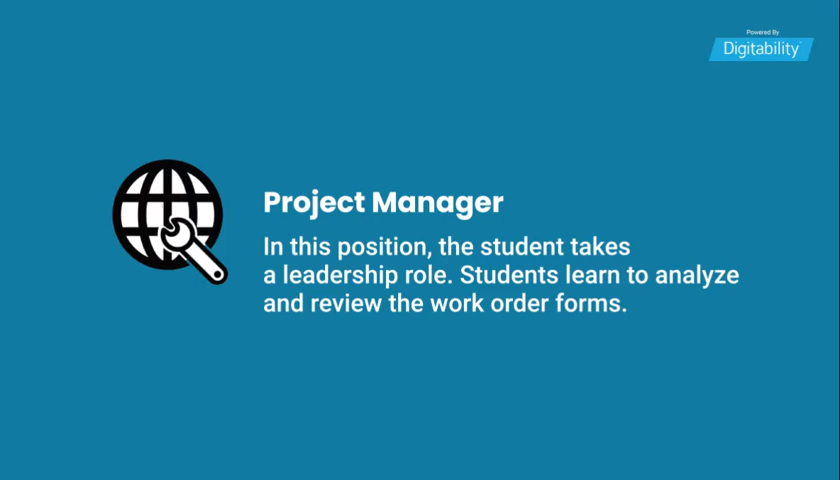 Powered By
Digitability
Project Manager
In this position, the student takes
a leadership role. Students learn to analyze
and review the work order forms.